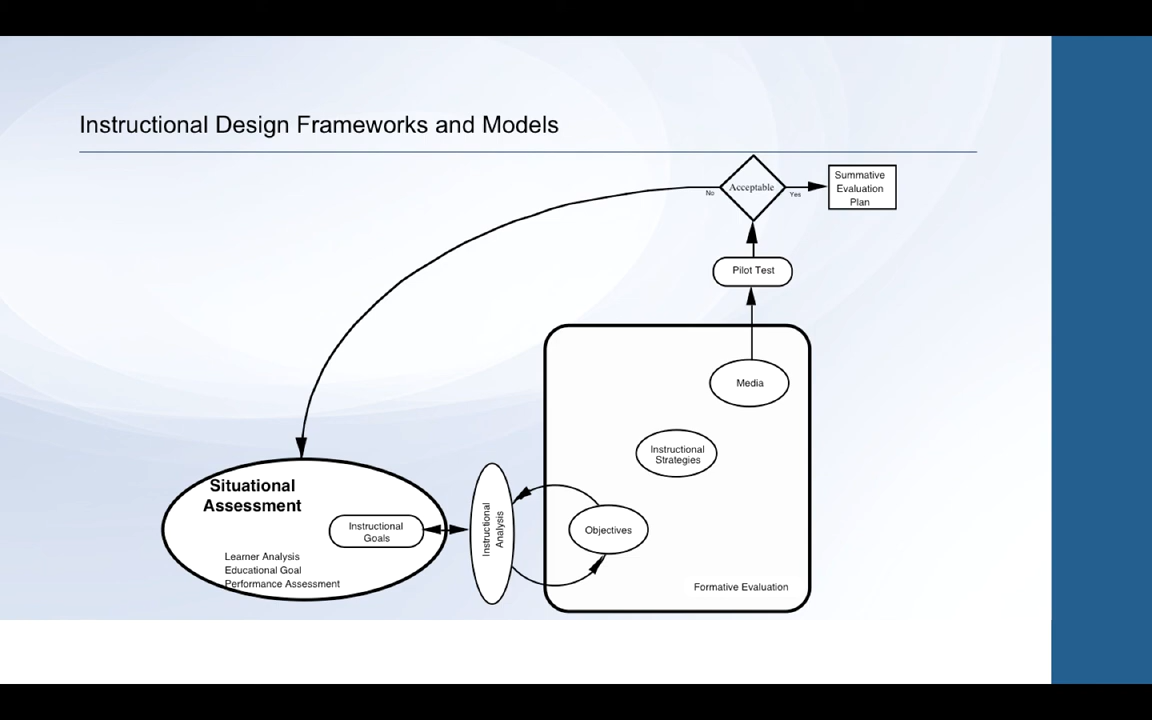 Instructional Design Frameworks and Models
Acceptable
No
Yes
Summative
Evaluation
Plan
Pilot Test
Media
Instructional
Strategies
Situational
Assessment
Instructional
Goals
Learner Analysis
Educational Goal
Performance Assessment
Instructional
Analysis
Objectives
Formative Evaluation